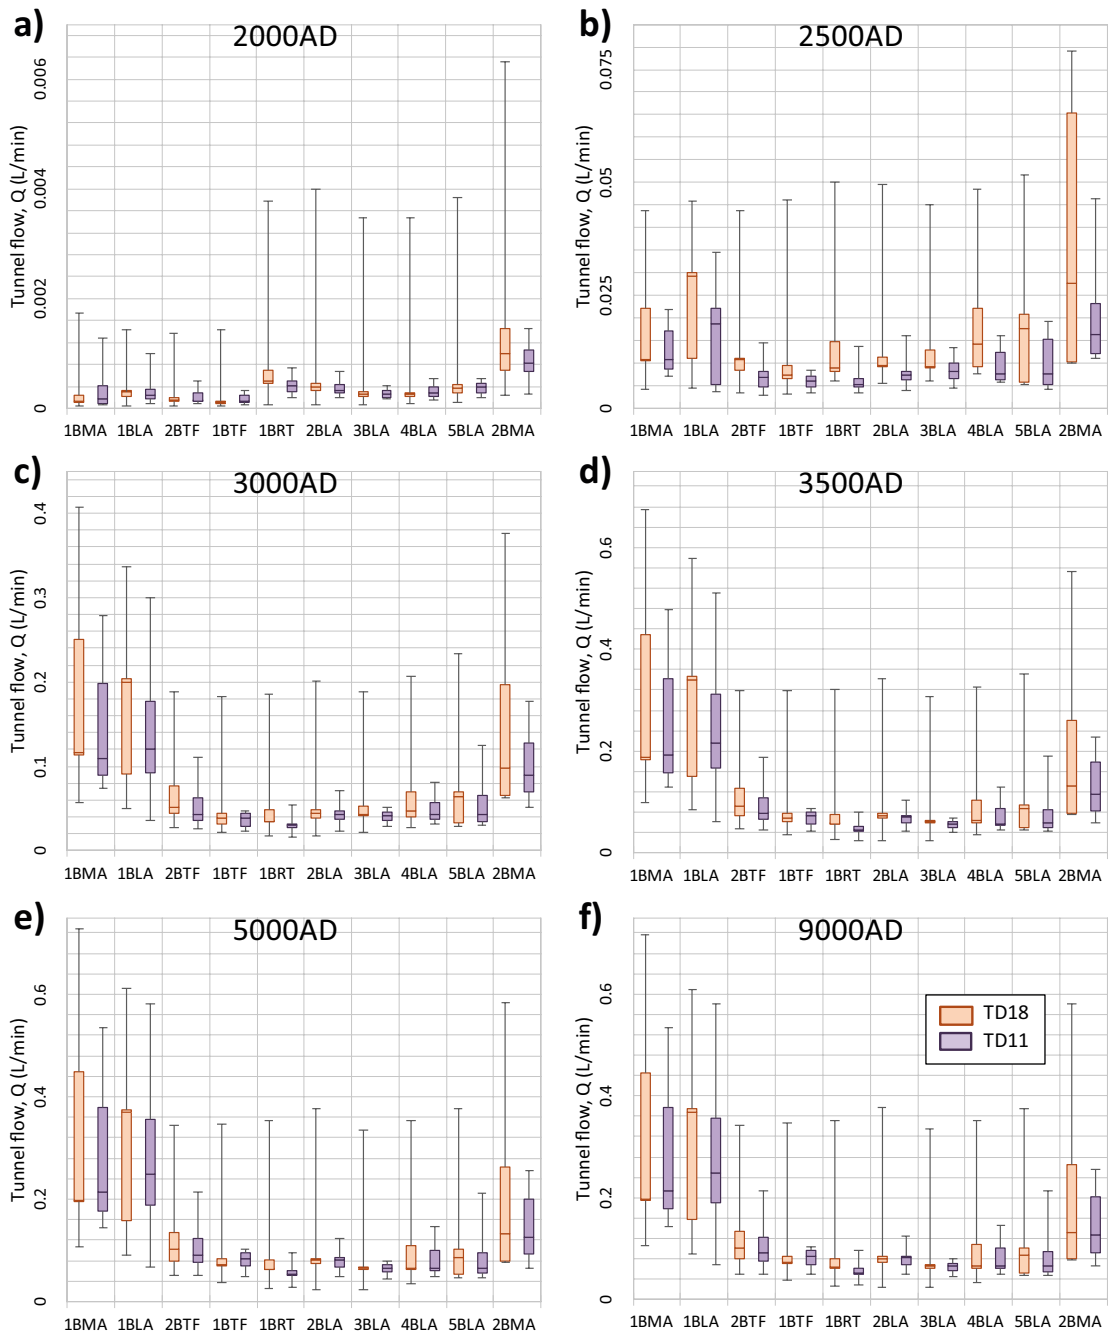 a)
2000AD
Tunnel flow, Q (L/min)
0.006
0.004
0.002
0
1BMA 1BLA 2BTF 1BTF 1BRT 2BLA 3BLA 4BLA 5BLA 2BMA
b)
2500AD
Tunnel flow, Q (L/min)
0.075
0.05
0.025
0
1BMA 1BLA 2BTF 1BTF 1BRT 2BLA 3BLA 4BLA 5BLA 2BMA
c)
3000AD
Tunnel flow, Q (L/min)
0.4
0.3
0.2
0.1
0
1BMA 1BLA 2BTF 1BTF 1BRT 2BLA 3BLA 4BLA 5BLA 2BMA
d)
3500AD
Tunnel flow, Q (L/min)
0.6
0.4
0.2
0
1BMA 1BLA 2BTF 1BTF 1BRT 2BLA 3BLA 4BLA 5BLA 2BMA
e)
5000AD
Tunnel flow, Q (L/min)
0.6
0.4
0.2
0
1BMA 1BLA 2BTF 1BTF 1BRT 2BLA 3BLA 4BLA 5BLA 2BMA
f)
9000AD
Tunnel flow, Q (L/min)
0.6
0.4
0.2
0
TD18
TD11
1BMA 1BLA 2BTF 1BTF 1BRT 2BLA 3BLA 4BLA 5BLA 2BMA